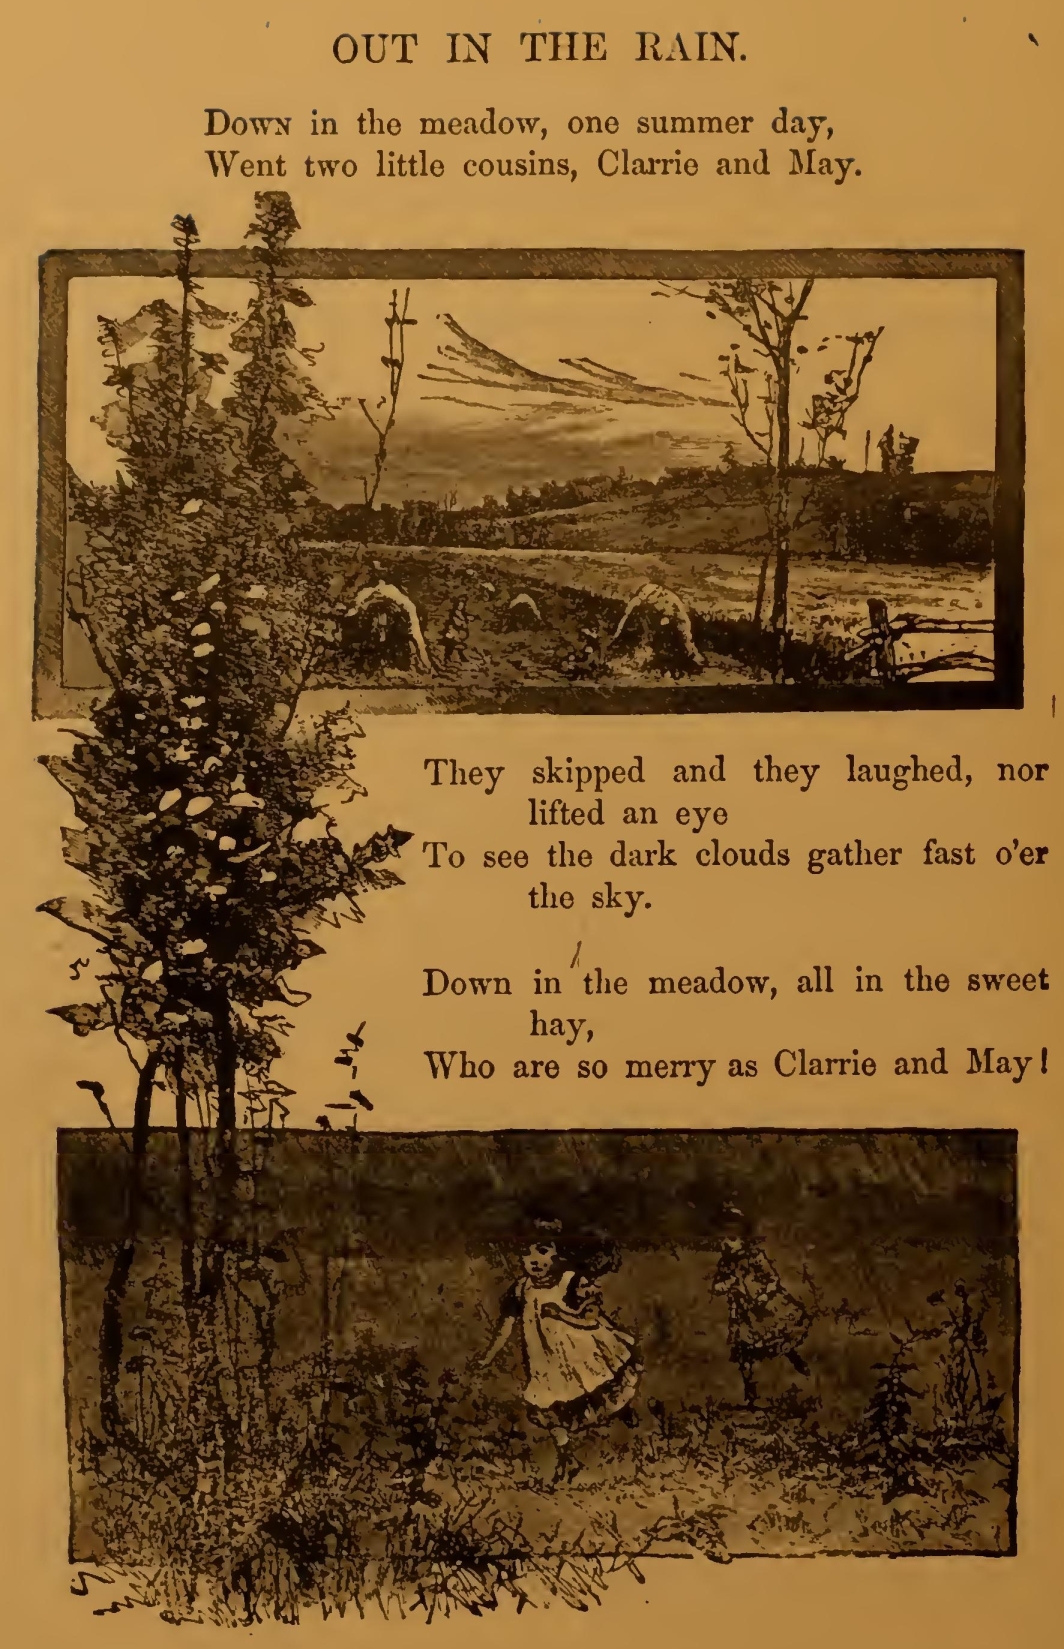 OUT IN THE RAIN.
Down in the meadow, one summer day,
Went two little cousins, Clarrie and May.
They skipped and they laughed, nor
lifted an eye
To see the dark clouds gather fast o'er
the sky.
Down in the meadow, all in the sweet
hay,
Who are so merry as Clarrie and May!